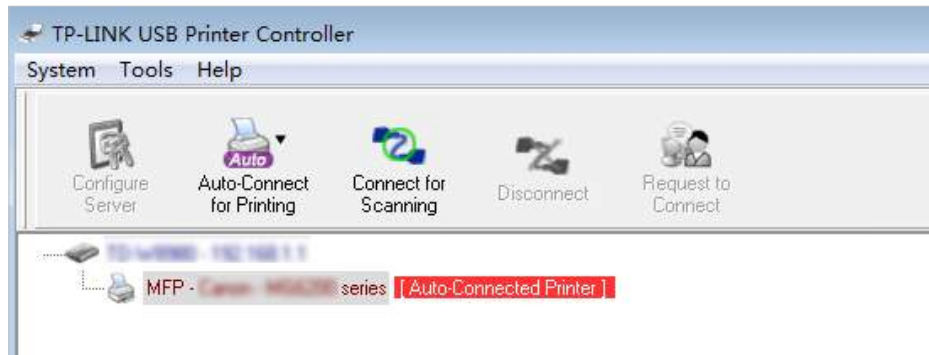 TP-LINK USB Printer Controller
System Tools Help
Auto
Configure Server
Auto-Connect for Printing
Connect for Scanning
Disconnect
Request to Connect
MFP - series [ Auto-Connected Printer ]